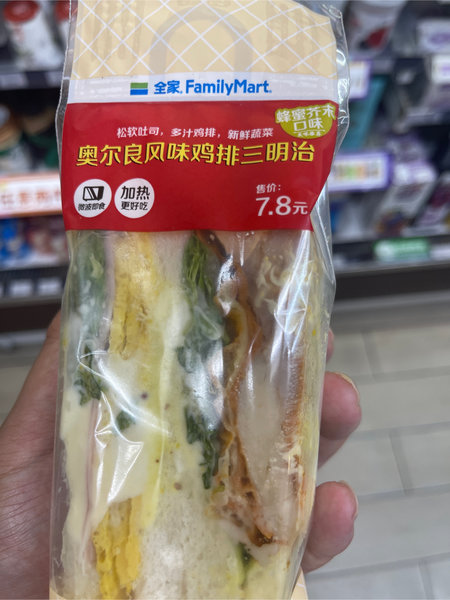 全家 FamilyMart
蜂蜜芥末
口味
松软吐司，多汁鸡排，新鲜蔬菜
奥尔良风味鸡排三明治
微波即食
加热
更好吃
售价：
7.8元